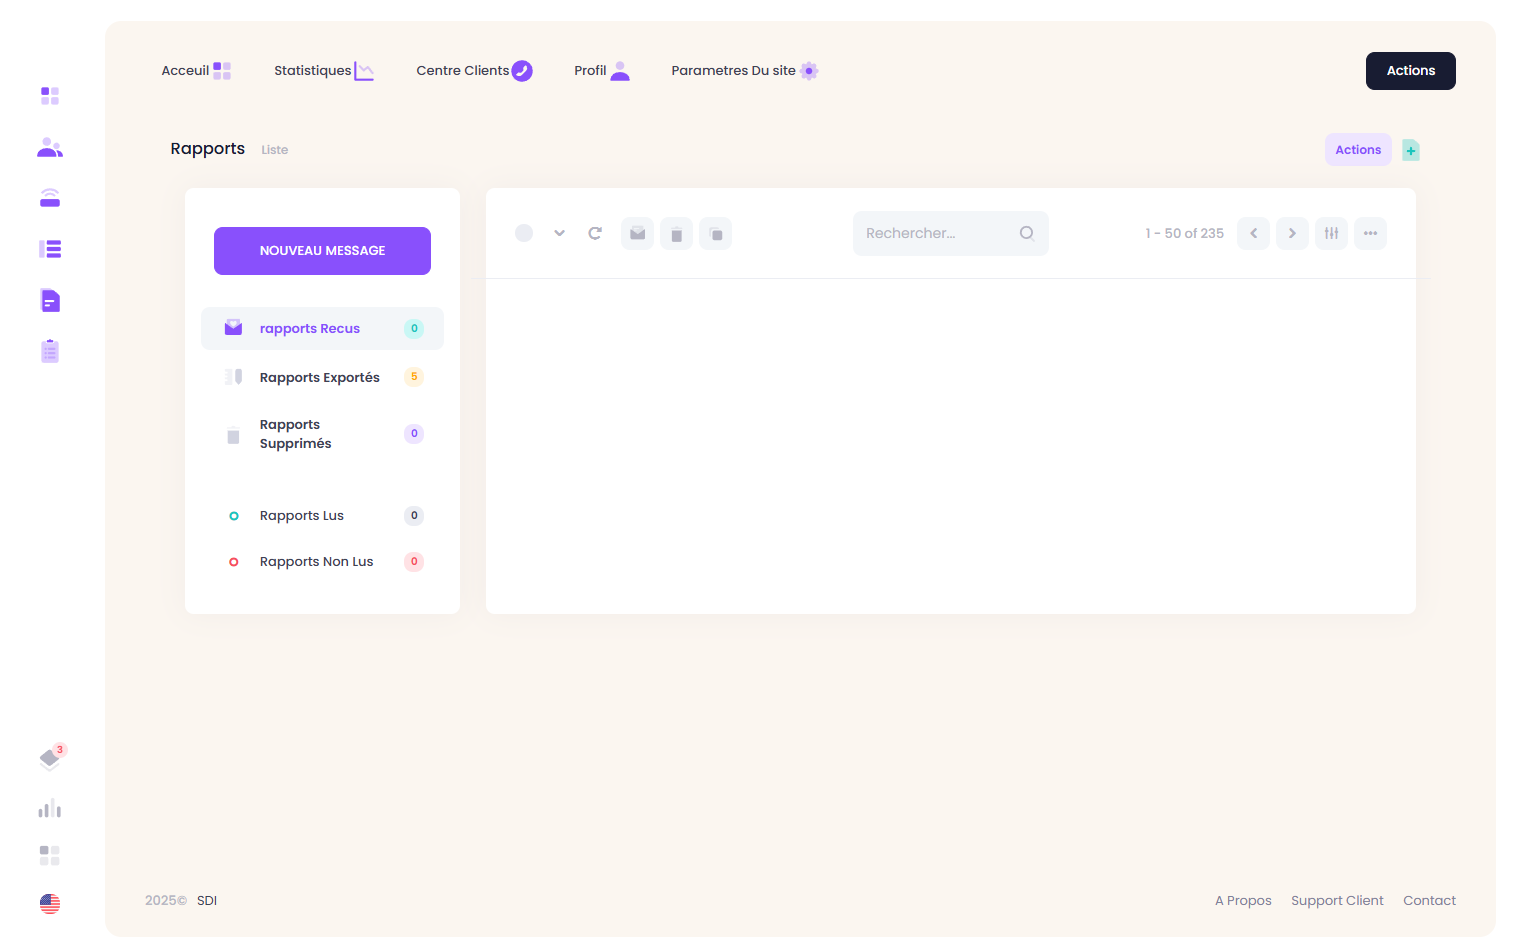 Acceuil
Statistiques
Centre Clients
Profil
Parametres Du site
Actions
Rapports
Liste
Actions
NOUVEAU MESSAGE
rapports Recus
0
Rapports Exportés
5
Rapports
Supprimés
0
Rapports Lus
0
Rapports Non Lus
0
Rechercher...
1 - 50 of 235
3
2025© SDI
A Propos
Support Client
Contact